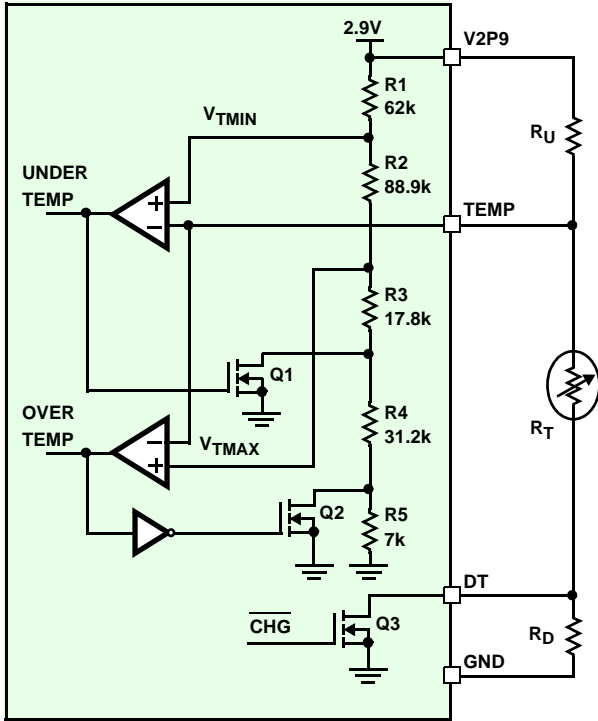 2.9V
V2P9
R1
62k
VTMIN
RU
UNDER
TEMP
R2
88.9k
+
−
TEMP
R3
17.8k
Q1
OVER
TEMP
RT
R4
31.2k
−
+
VTMAX
Q2
R5
7k
DT
CHG
Q3
RD
GND